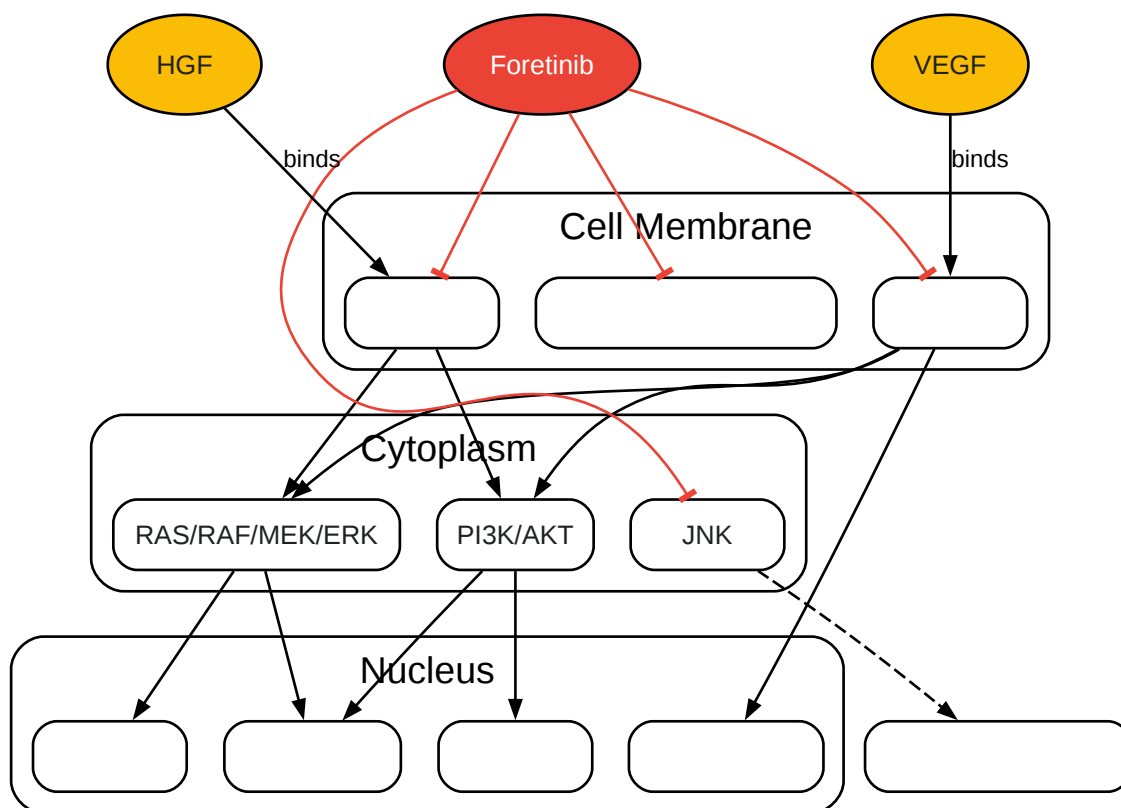 HGF
Foretinib
VEGF
binds
binds
Cell Membrane
Cytoplasm
RAS/RAF/MEK/ERK
PI3K/AKT
JNK
Nucleus